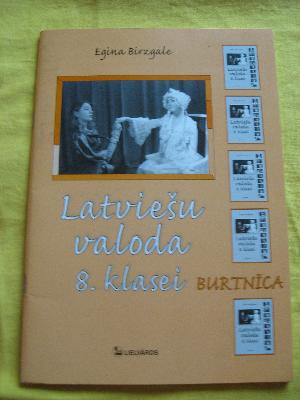 Egina Birzgale
Latviešu
valoda
8. klasei
BURTNĪCA
LIELVĀRDS